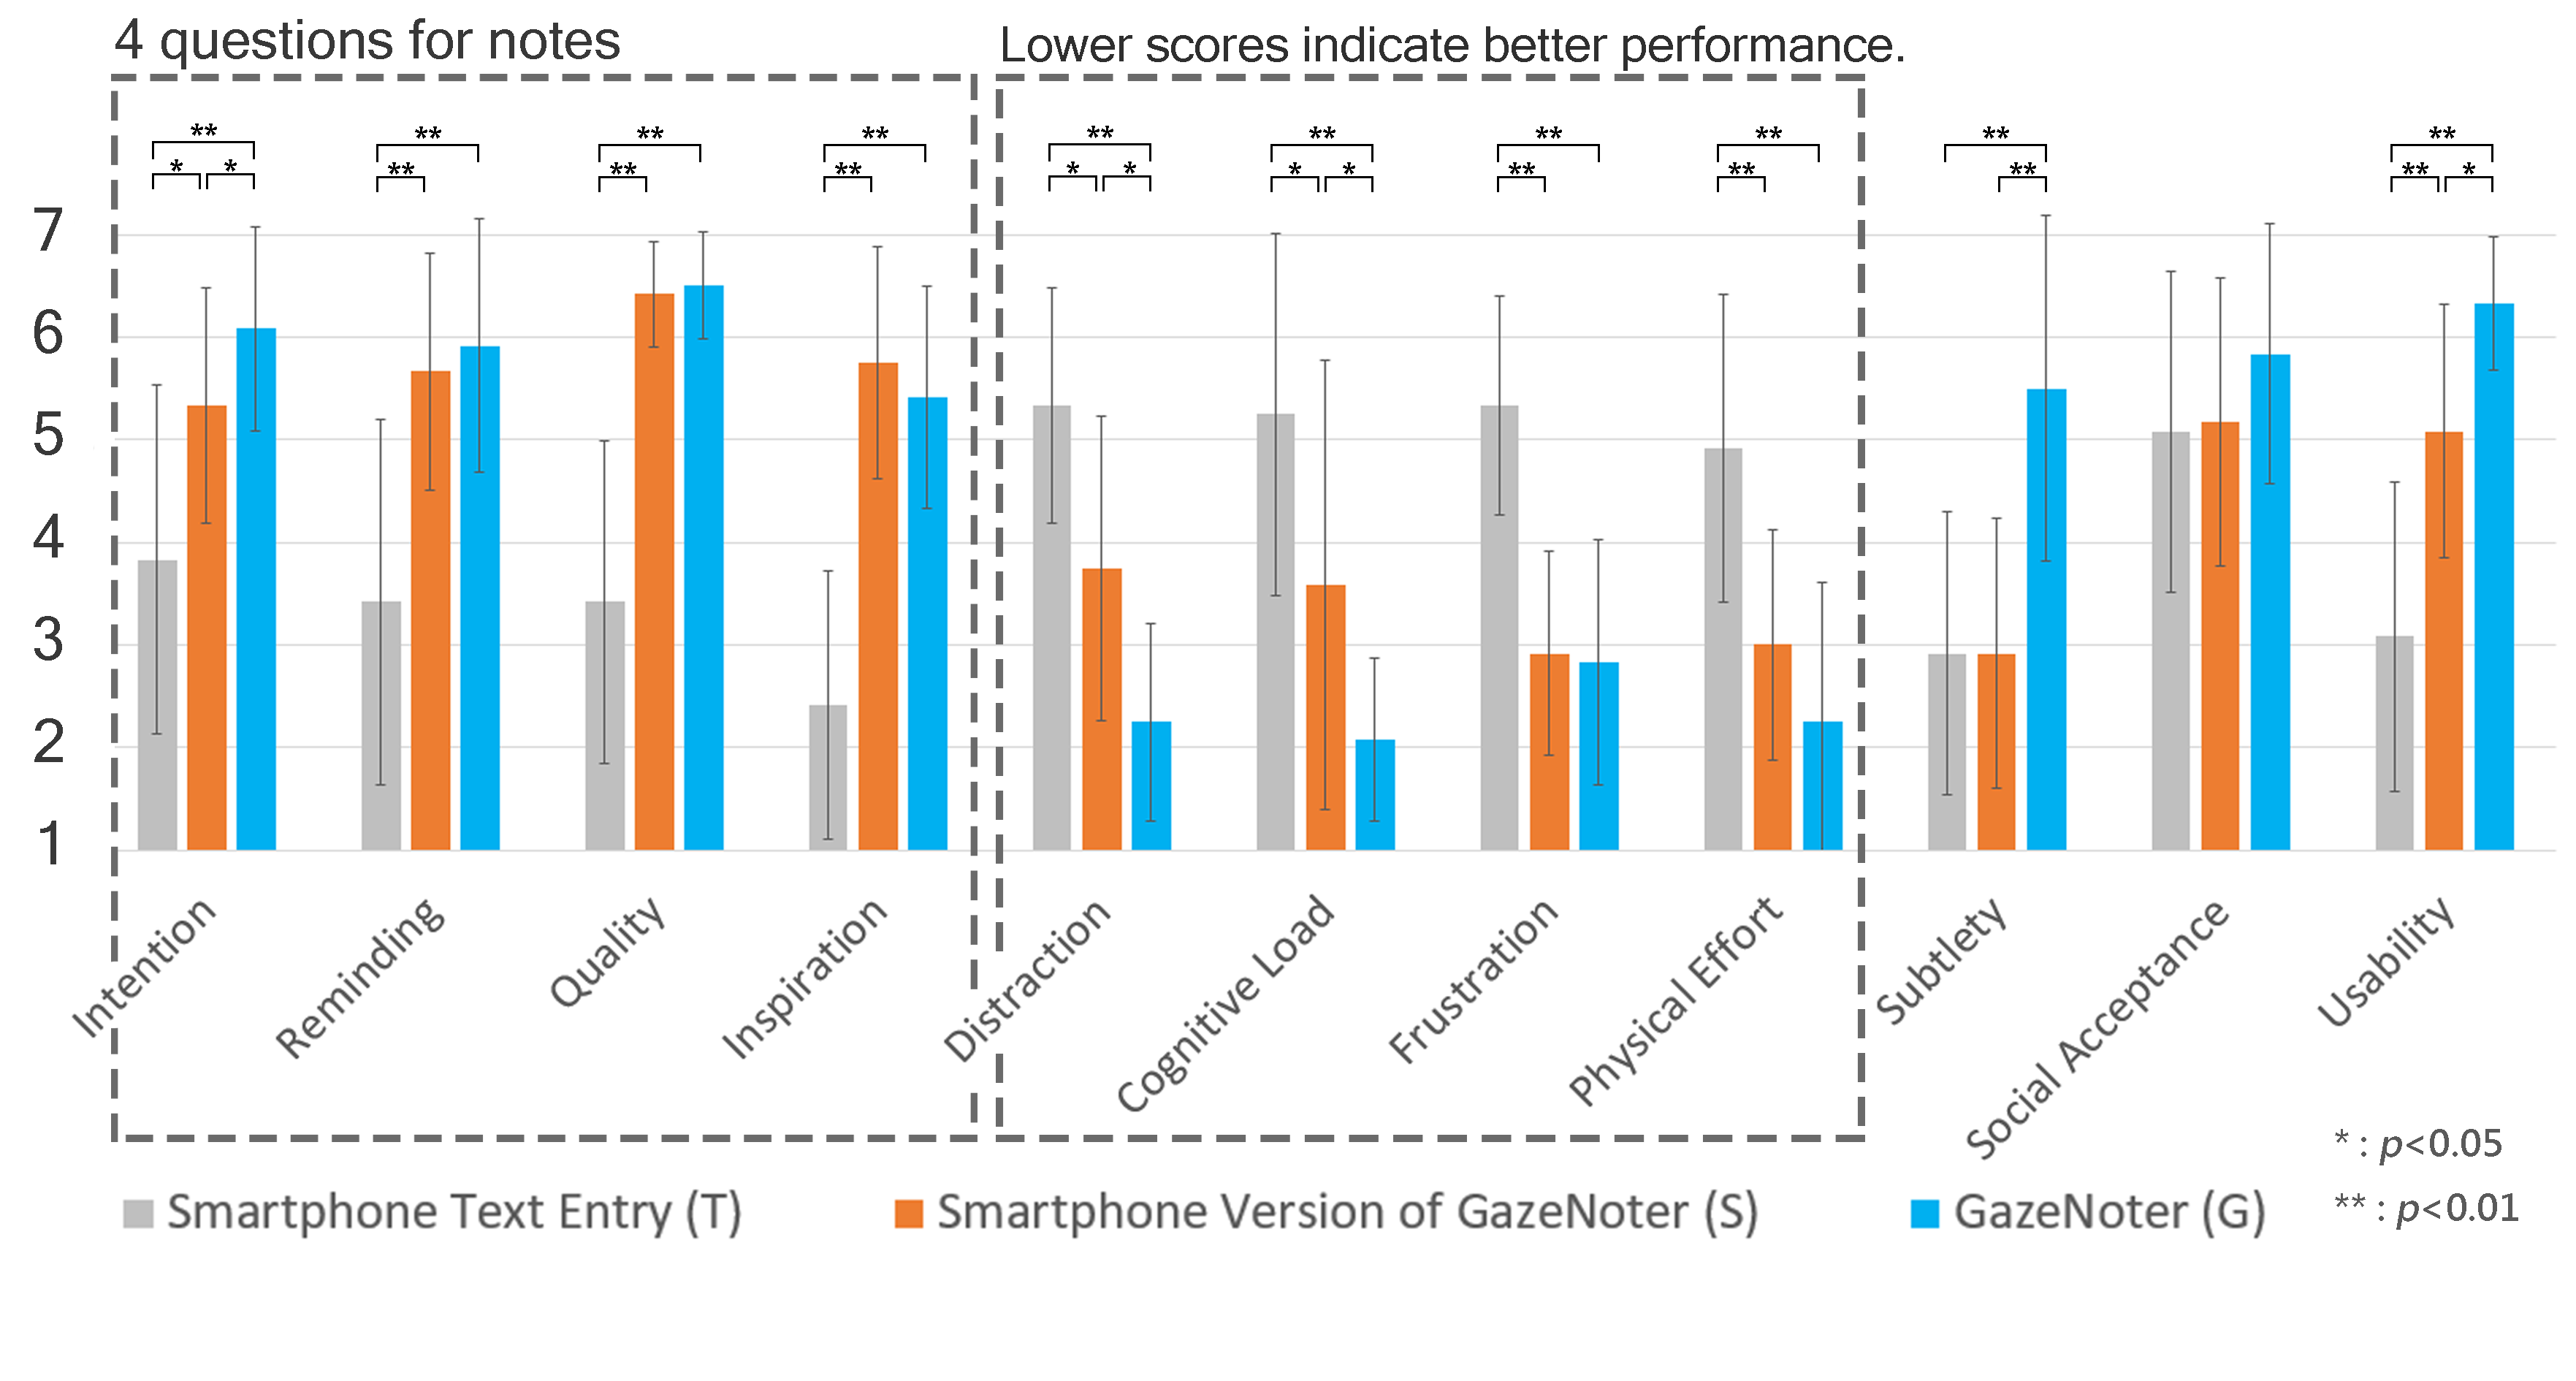 4 questions for notes
Lower scores indicate better performance.
** ** ** ** ** ** ** ** ** **
* * ** ** ** * * * * ** ** ** ** *
7
6
5
4
3
2
1
Intention
Reminding
Quality
Inspiration
Distraction
Cognitive Load
Frustration
Physical Effort
Subtlety
Social Acceptance
Usability
* : p<0.05
** : p<0.01
Smartphone Text Entry (T)
Smartphone Version of GazeNoter (S)
GazeNoter (G)